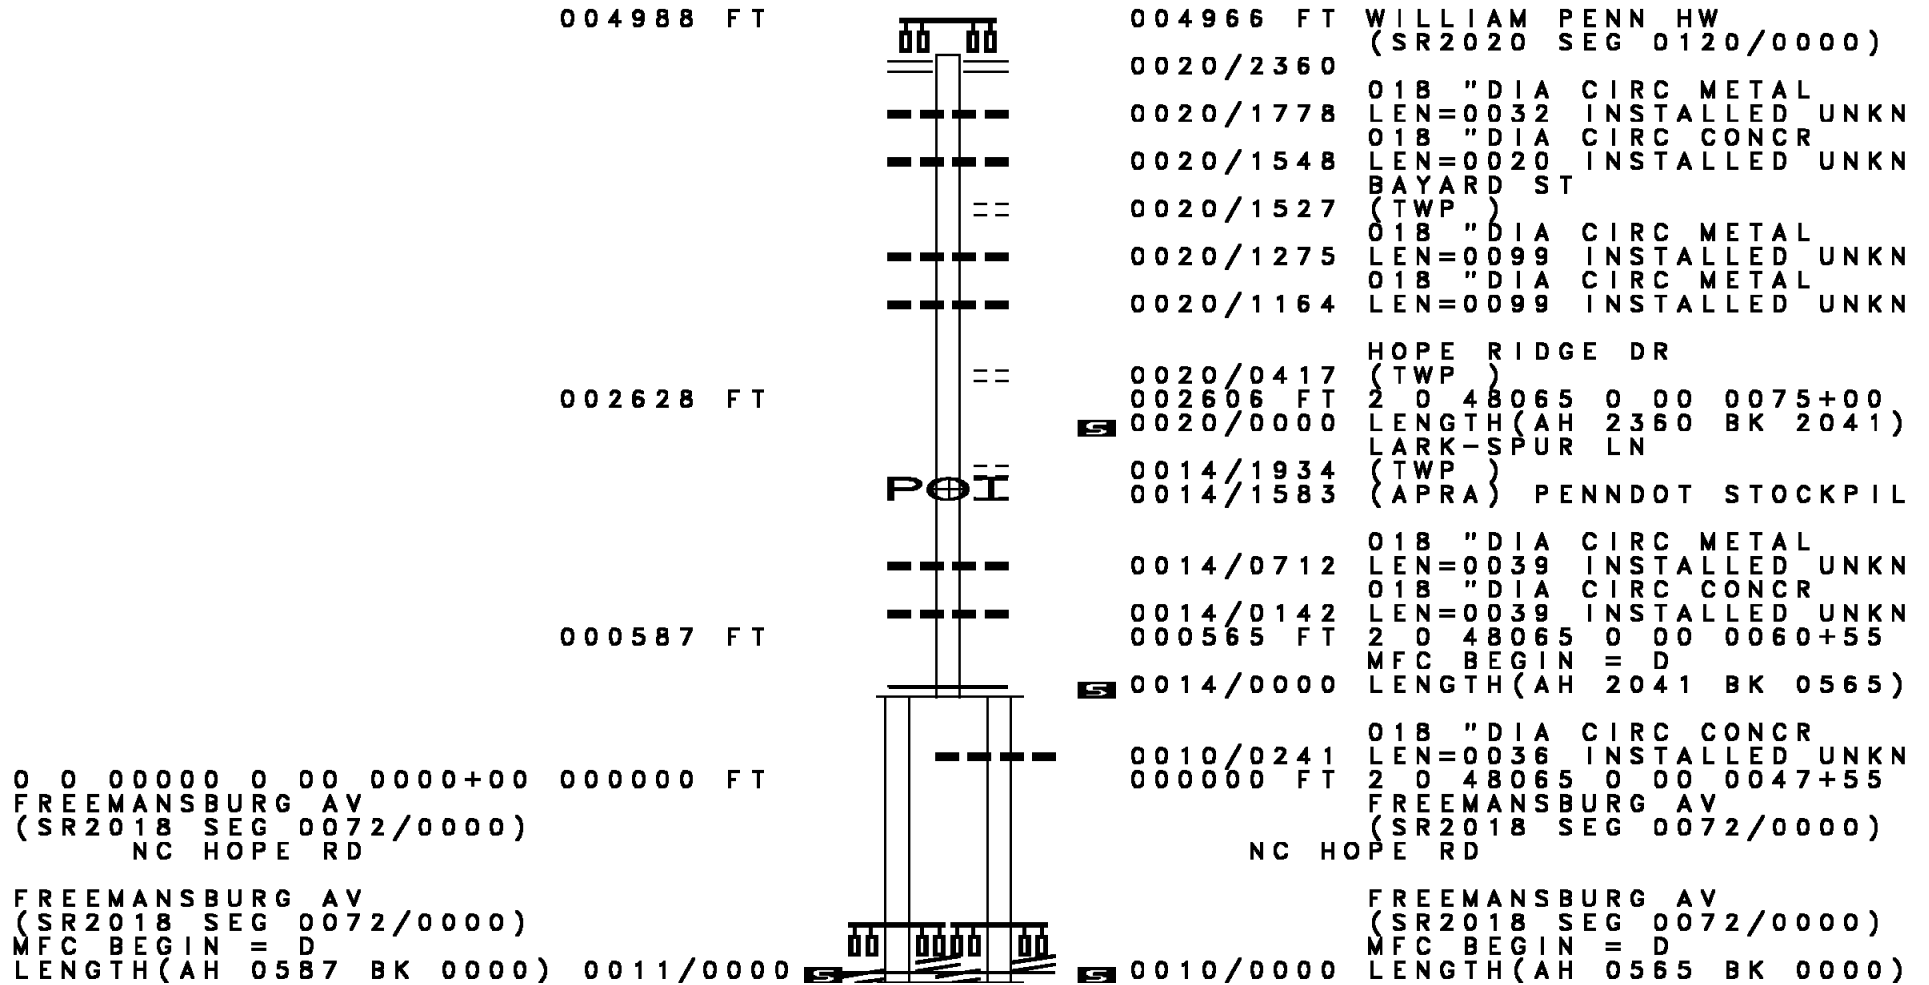 004988 FT 004966 FT WILLIAM PENN HW
(SR2020 SEG 0120/0000)
0020/2360
018 "DIA CIRC METAL
0020/1778 LEN=0032 INSTALLED UNKN
018 "DIA CIRC CONCR
0020/1548 LEN=0020 INSTALLED UNKN
BAYARD ST
0020/1527 (TWP )
018 "DIA CIRC METAL
0020/1275 LEN=0099 INSTALLED UNKN
018 "DIA CIRC METAL
0020/1164 LEN=0099 INSTALLED UNKN
HOPE RIDGE DR
0020/0417 (TWP )
002628 FT 002606 FT 2 0 48065 0 00 0075+00
S 0020/0000 LENGTH(AH 2360 BK 2041)
LARK-SPUR LN
0014/1934 (TWP )
POI 0014/1583 (APRA) PENNDOT STOCKPIL
018 "DIA CIRC METAL
0014/0712 LEN=0039 INSTALLED UNKN
018 "DIA CIRC CONCR
0014/0142 LEN=0039 INSTALLED UNKN
000587 FT 000565 FT 2 0 48065 0 00 0060+55
MFC BEGIN = D
S 0014/0000 LENGTH(AH 2041 BK 0565)
018 "DIA CIRC CONCR
0010/0241 LEN=0036 INSTALLED UNKN
0 0 00000 0 00 0000+00 000000 FT 000000 FT 2 0 48065 0 00 0047+55
FREEMANSBURG AV FREEMANSBURG AV
(SR2018 SEG 0072/0000) (SR2018 SEG 0072/0000)
NC HOPE RD NC HOPE RD
FREEMANSBURG AV FREEMANSBURG AV
(SR2018 SEG 0072/0000) (SR2018 SEG 0072/0000)
MFC BEGIN = D MFC BEGIN = D
LENGTH(AH 0587 BK 0000) 0011/0000 S S 0010/0000 LENGTH(AH 0565 BK 0000)